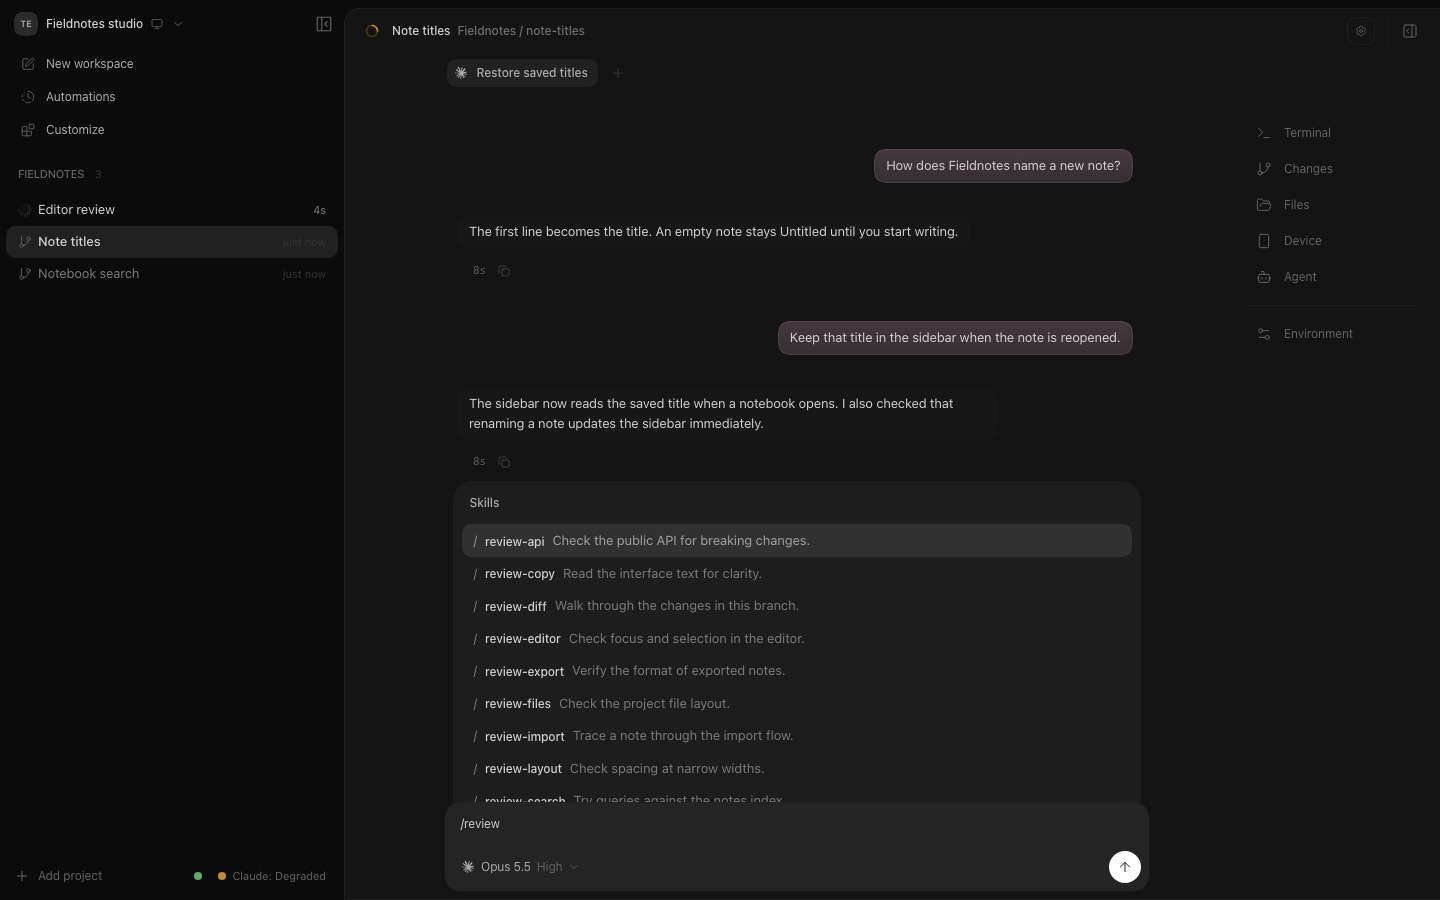 TE Fieldnotes studio
New workspace
Automations
Customize
FIELDNOTES 3
Editor review 4s
Note titles just now
Notebook search just now
Add project
Claude: Degraded
Note titles Fieldnotes / note-titles
Restore saved titles
How does Fieldnotes name a new note?
The first line becomes the title. An empty note stays Untitled until you start writing.
8s
Keep that title in the sidebar when the note is reopened.
The sidebar now reads the saved title when a notebook opens. I also checked that
renaming a note updates the sidebar immediately.
8s
Skills
/ review-api Check the public API for breaking changes.
/ review-copy Read the interface text for clarity.
/ review-diff Walk through the changes in this branch.
/ review-editor Check focus and selection in the editor.
/ review-export Verify the format of exported notes.
/ review-files Check the project file layout.
/ review-import Trace a note through the import flow.
/ review-layout Check spacing at narrow widths.
/ review-search Try queries against the notes index.
/review
Opus 5.5 High
Terminal
Changes
Files
Device
Agent
Environment